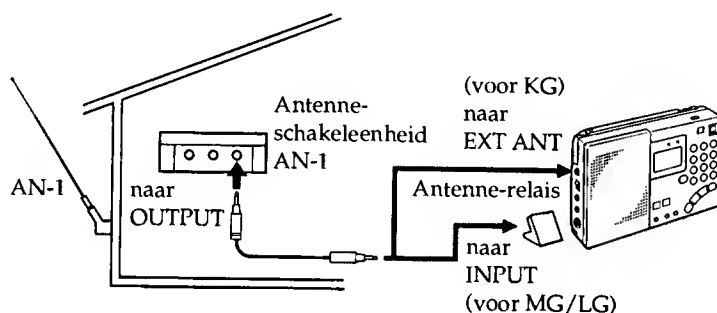 AN-1
Antenne-
schakeleenheid
AN-1
naar
OUTPUT
(voor KG)
naar
EXT ANT
Antenne-relais
naar
INPUT
(voor MG/LG)